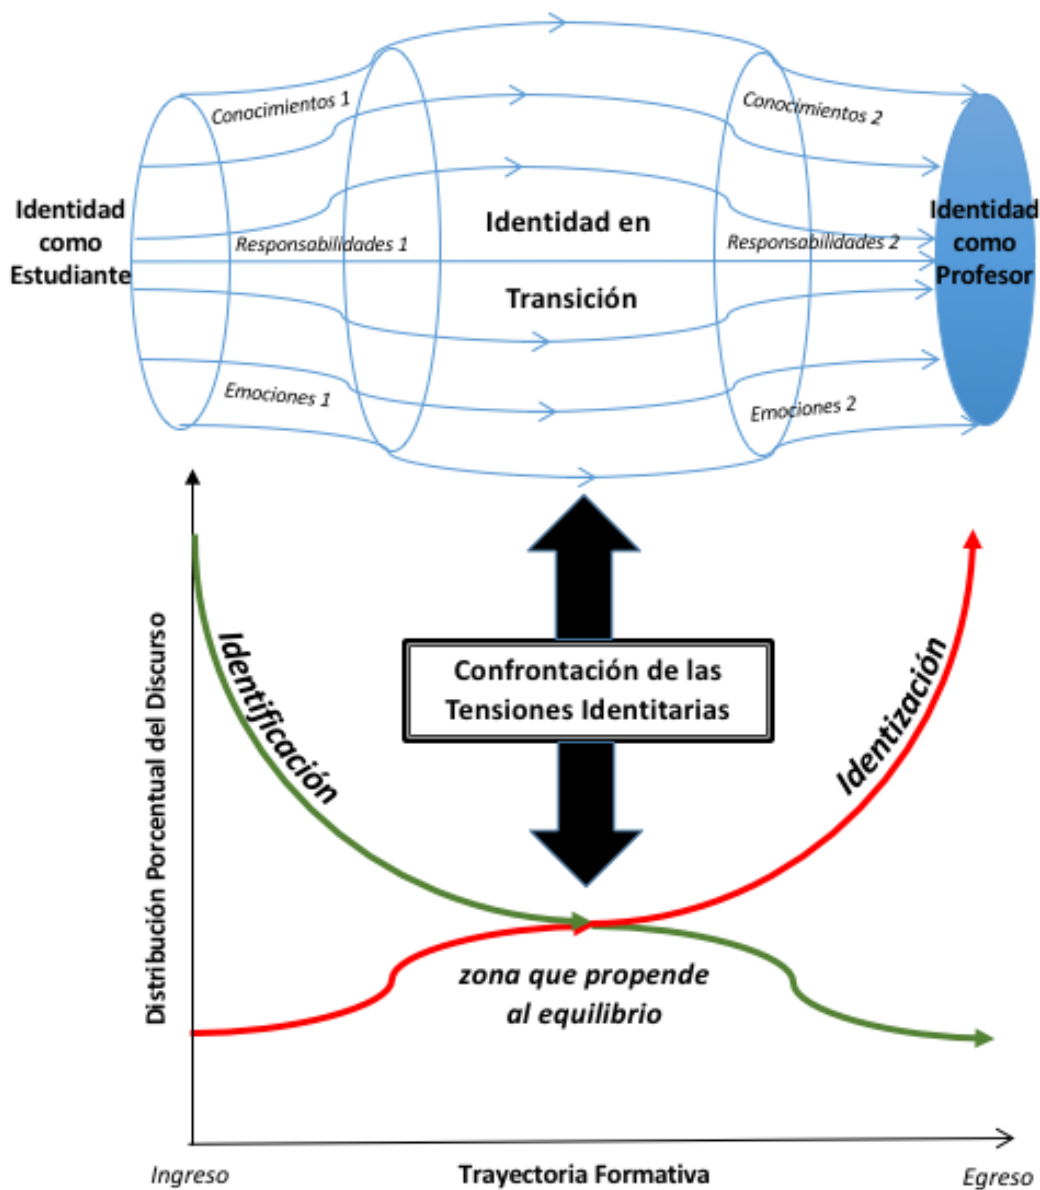 Conocimientos 1
Conocimientos 2
Identidad
como
Estudiante
Responsabilidades 1
Identidad en
Transición
Responsabilidades 2
Identidad
como
Profesor
Emociones 1
Emociones 2
Distribución Porcentual del Discurso
Identificación
Confrontación de las
Tensiones Identitarias
Identización
zona que propende
al equilibrio
Ingreso
Trayectoria Formativa
Egreso